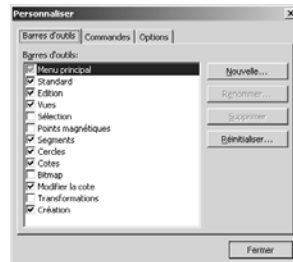 Personnaliser
Barres d'outils Commandes Options
Barres d'outils:
Menu principal
Standard
Edition
Vues
Sélection
Points magnétiques
Segments
Cercles
Cotes
Bitmap
Modifier la cote
Transformations
Création
Nouvelle...
Renommer...
Supprimer
Réinitialiser...
Fermer